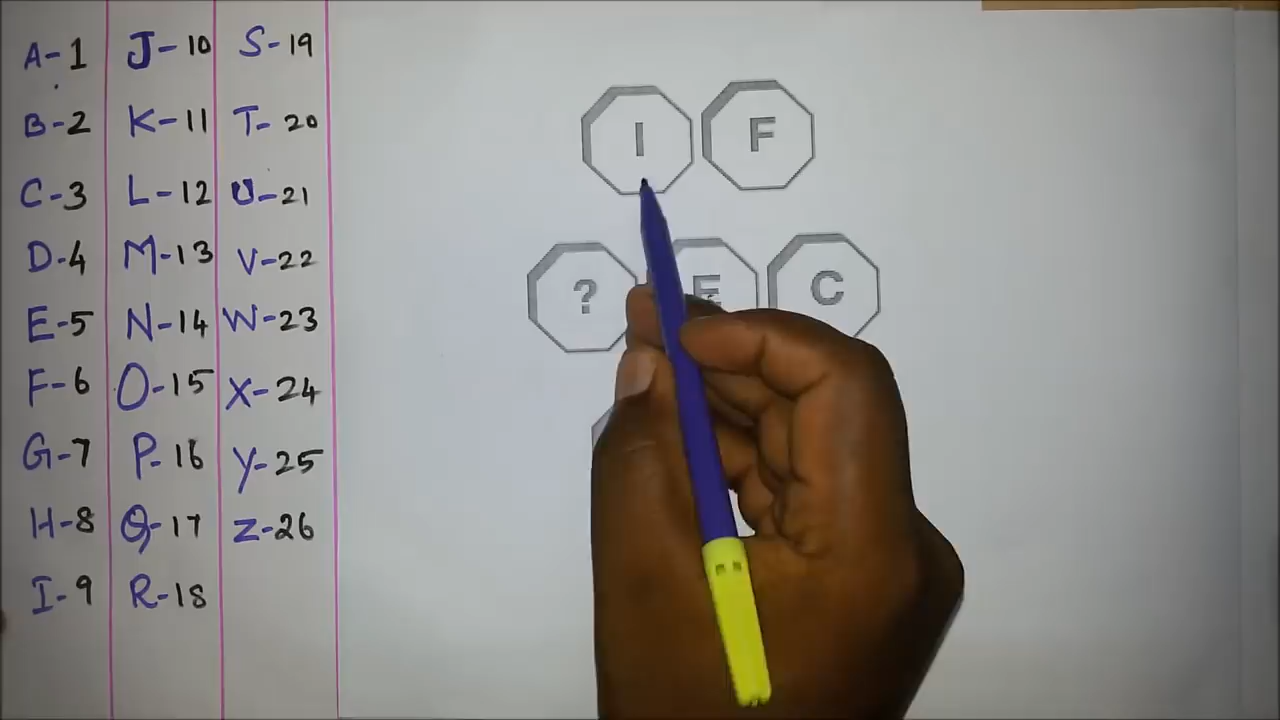 A-1 J-10 S-19
B-2 K-11 T-20
C-3 L-12 U-21
D-4 M-13 V-22
E-5 N-14 W-23
F-6 O-15 X-24
G-7 P-16 Y-25
H-8 Q-17 Z-26
I-9 R-18
I F
? E C